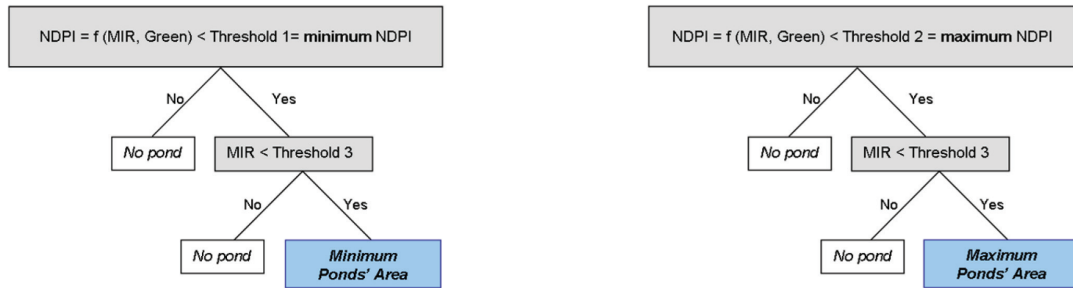 NDPI = f (MIR, Green) < Threshold 1= minimum NDPI
No
Yes
No pond
MIR < Threshold 3
No
Yes
No pond
Minimum
Ponds' Area
NDPI = f (MIR, Green) < Threshold 2 = maximum NDPI
No
Yes
No pond
MIR < Threshold 3
No
Yes
No pond
Maximum
Ponds' Area